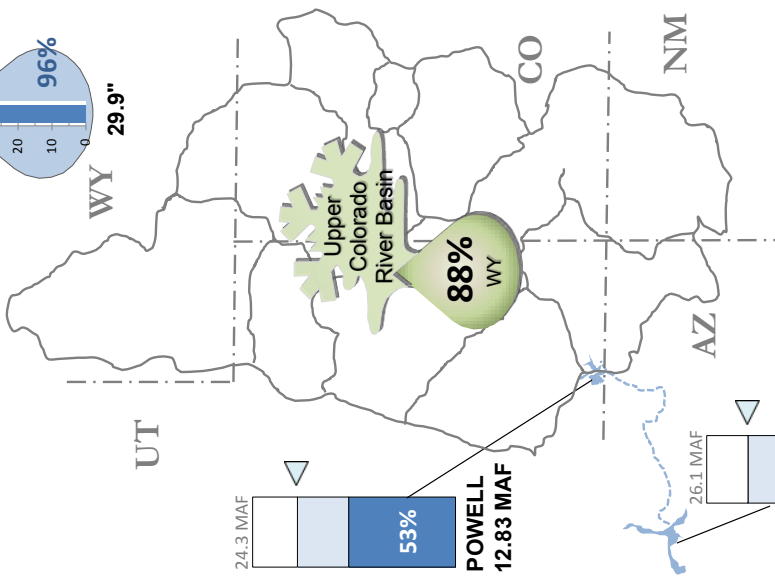 20
10
0
96%
29.9"
WY
CO
NM
UT
AZ
Upper
Colorado
River Basin
88%
WY
24.3 MAF
53%
POWELL
12.83 MAF
26.1 MAF